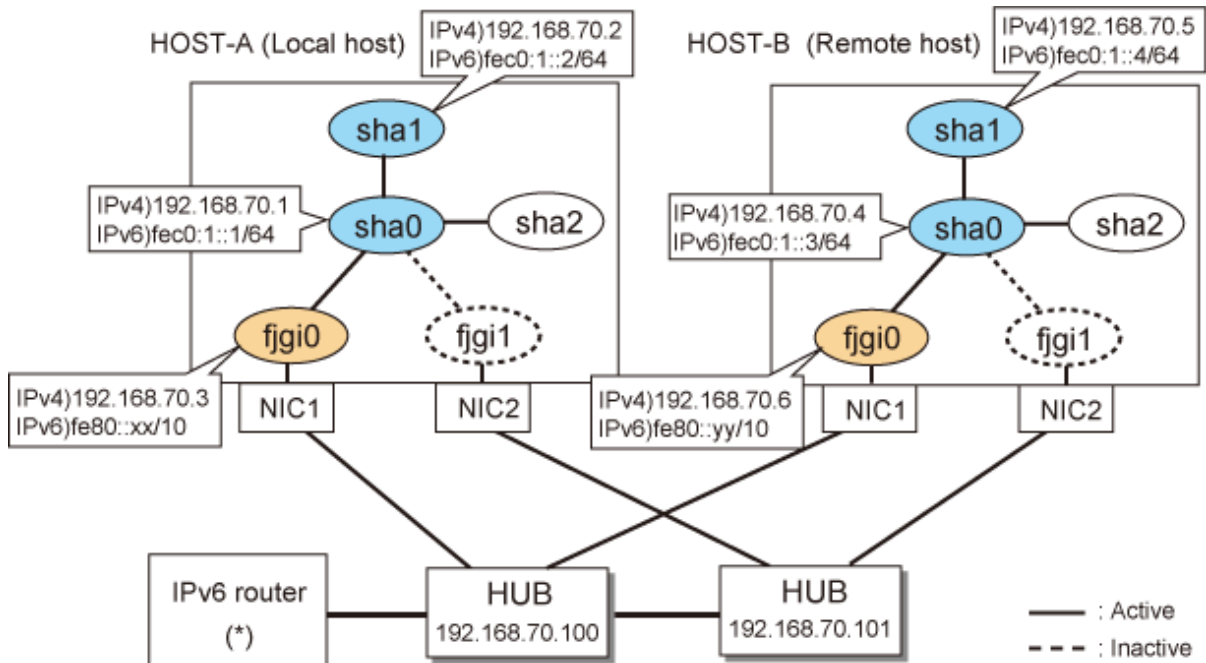 HOST-A (Local host)
IPv4)192.168.70.2
IPv6)fec0:1::2/64
HOST-B (Remote host)
IPv4)192.168.70.5
IPv6)fec0:1::4/64
sha1
sha1
IPv4)192.168.70.1
IPv6)fec0:1::1/64
sha0
sha2
IPv4)192.168.70.4
IPv6)fec0:1::3/64
sha0
sha2
fjgi0
fjgi1
fjgi0
fjgi1
IPv4)192.168.70.3
IPv6)fe80::xx/10
NIC1
NIC2
IPv4)192.168.70.6
IPv6)fe80::yy/10
NIC1
NIC2
IPv6 router
(*)
HUB
192.168.70.100
HUB
192.168.70.101
: Active
: Inactive